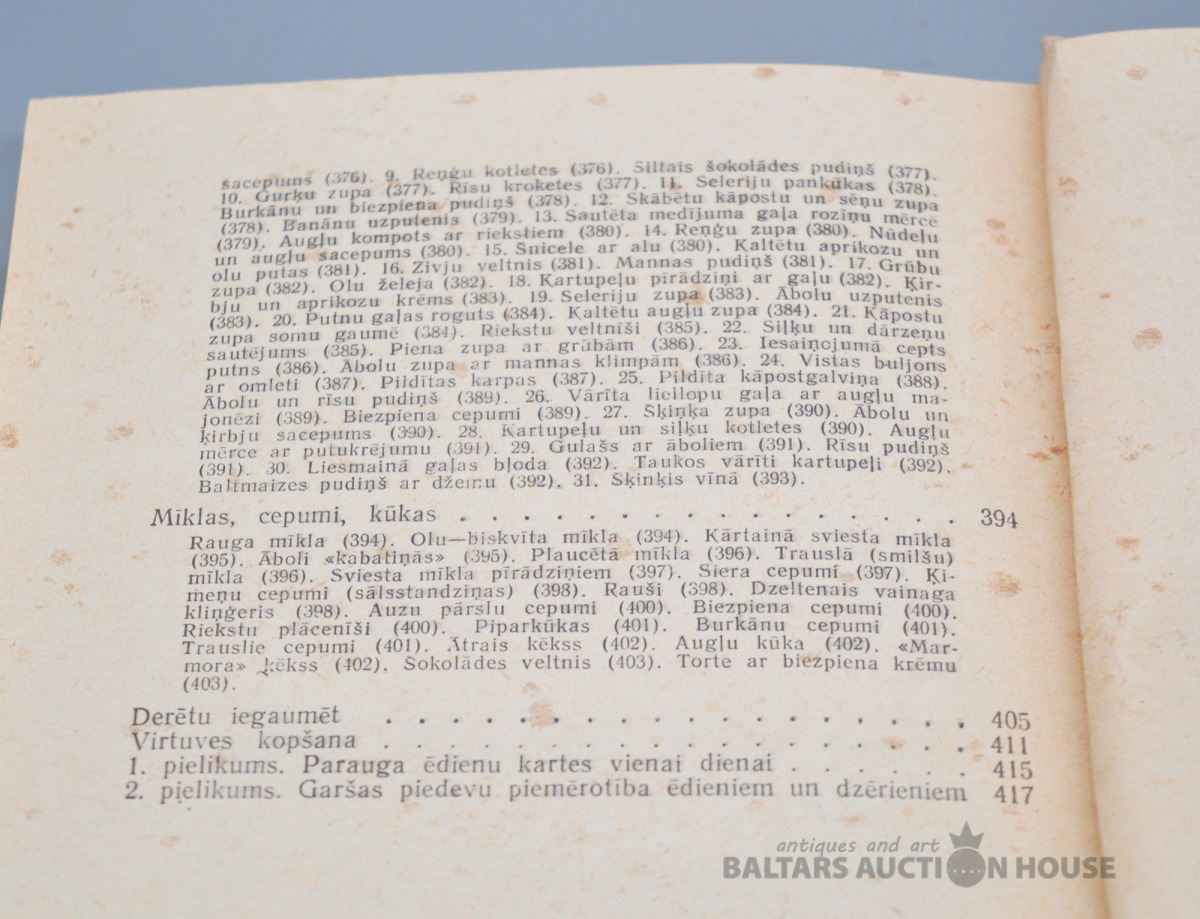 sacepums (376). 9. Reņģu kotletes (376). Siltais šokolādes pudiņš (377).
10. Gurķu zupa (377). Rīsu kroketes (377). 11. Seleriju pankūkas (378).
Burkānu un biezpiena pudiņš (378). 12. Skābētu kāpostu un sēņu zupa
(378). Banānu uzputenis (379). 13. Sautēta medījuma gaļa rozīņu mērcē
(379). Augļu kompots ar riekstiem (380). 14. Reņģu zupa (380). Nūdeļu
un augļu sacepums (380). 15. Šnicele ar alu (380). Kaltētu aprikozu un
olu putas (381). 16. Zivju veltnis (381). Mannas pudiņš (381). 17. Grūbu
zupa (382). Olu želeja (382). 18. Kartupeļu pīrādziņi ar gaļu (382). Ķir-
bju un aprikozu krēms (383). 19. Seleriju zupa (383). Ābolu uzputenis
(383). 20. Putnu gaļas roguts (384). Kaltētu augļu zupa (384). 21. Kāpostu
zupa somu gaumē (384). Riekstu veltnīši (385). 22. Siļķu un dārzeņu
sautējums (385). Piena zupa ar grūbām (386). 23. Iesaiņojumā cepts
putns (386). Ābolu zupa ar mannas klimpām (386). 24. Vistas buljons
ar omleti (387). Pildītas karpas (387). 25. Pildīta kāpostgalviņa (388).
Ābolu un rīsu pudiņš (389). 26. Vārīta liellopu gaļa ar augļu ma-
jonēzi (389). Biezpiena cepumi (389). 27. Šķiņķa zupa (390). Ābolu un
ķirbju sacepums (390). 28. Kartupeļu un siļķu kotletes (390). Augļu
mērce ar putukrējumu (391). 29. Gulašs ar āboliem (391). Rīsu pudiņš
(391). 30. Liesmainā gaļas bļoda (392). Taukos vārīti kartupeļi (392).
Baltmaizes pudiņš ar džemu (392). 31. Šķiņķis vīnā (393).
Mīklas, cepumi, kūkas . . . . . . . . . . . . . . . . 394
Rauga mīkla (394). Olu—biskvīta mīkla (394). Kārtainā sviesta mīkla
(395). Āboli «kabatiņās» (395). Plaucētā mīkla (396). Trauslā (smilšu)
mīkla (396). Sviesta mīkla pīrādziņiem (397). Siera cepumi (397). Ķi-
meņu cepumi (sālsstandziņas) (398). Rauši (398). Dzeltenais vainaga
kliņģeris (398). Auzu pārslu cepumi (400). Biezpiena cepumi (400).
Riekstu plācenīši (400). Piparkūkas (401). Burkānu cepumi (401).
Trauslie cepumi (401). Ātrais kēkss (402). Augļu kūka (402). «Mar-
mora» ķēkss (402). Šokolādes veltnis (403). Torte ar biezpiena krēmu
(403).
Derētu iegaumēt . . . . . . . . . . . . . . . . . . 405
Virtuves kopšana . . . . . . . . . . . . . . . . . . 411
1. pielikums. Parauga ēdienu kartes vienai dienai . . . . . . 415
2. pielikums. Garšas piedevu piemērotība ēdieniem un dzērieniem 417
antiques and art
BALTARS AUCTION HOUSE